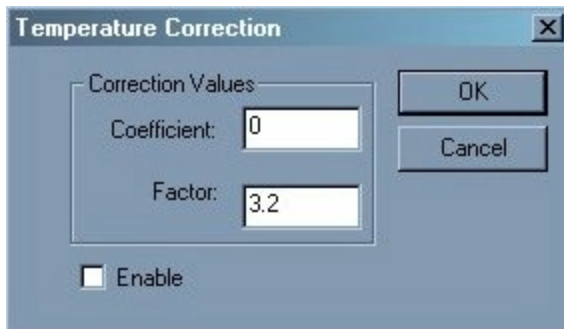 Temperature Correction
Correction Values
OK
Coefficient: 0
Cancel
Factor: 3.2
Enable